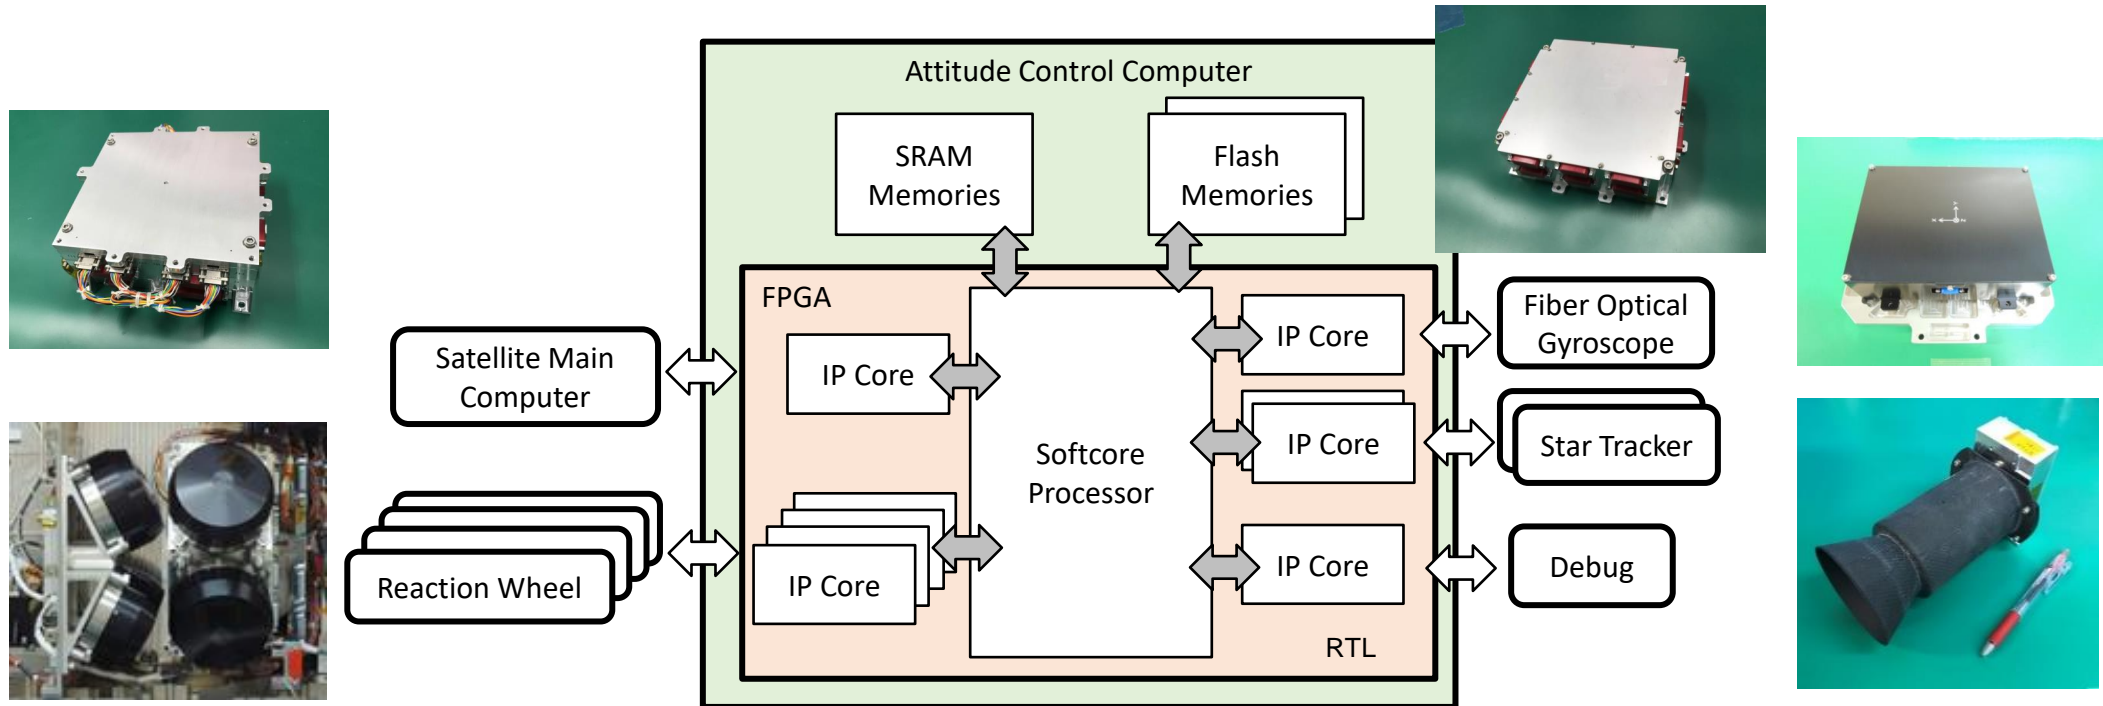 Attitude Control Computer
SRAM
Memories
Flash
Memories
FPGA
IP Core
IP Core
Softcore
Processor
IP Core
IP Core
IP Core
RTL
Satellite Main
Computer
Reaction Wheel
Fiber Optical
Gyroscope
Star Tracker
Debug